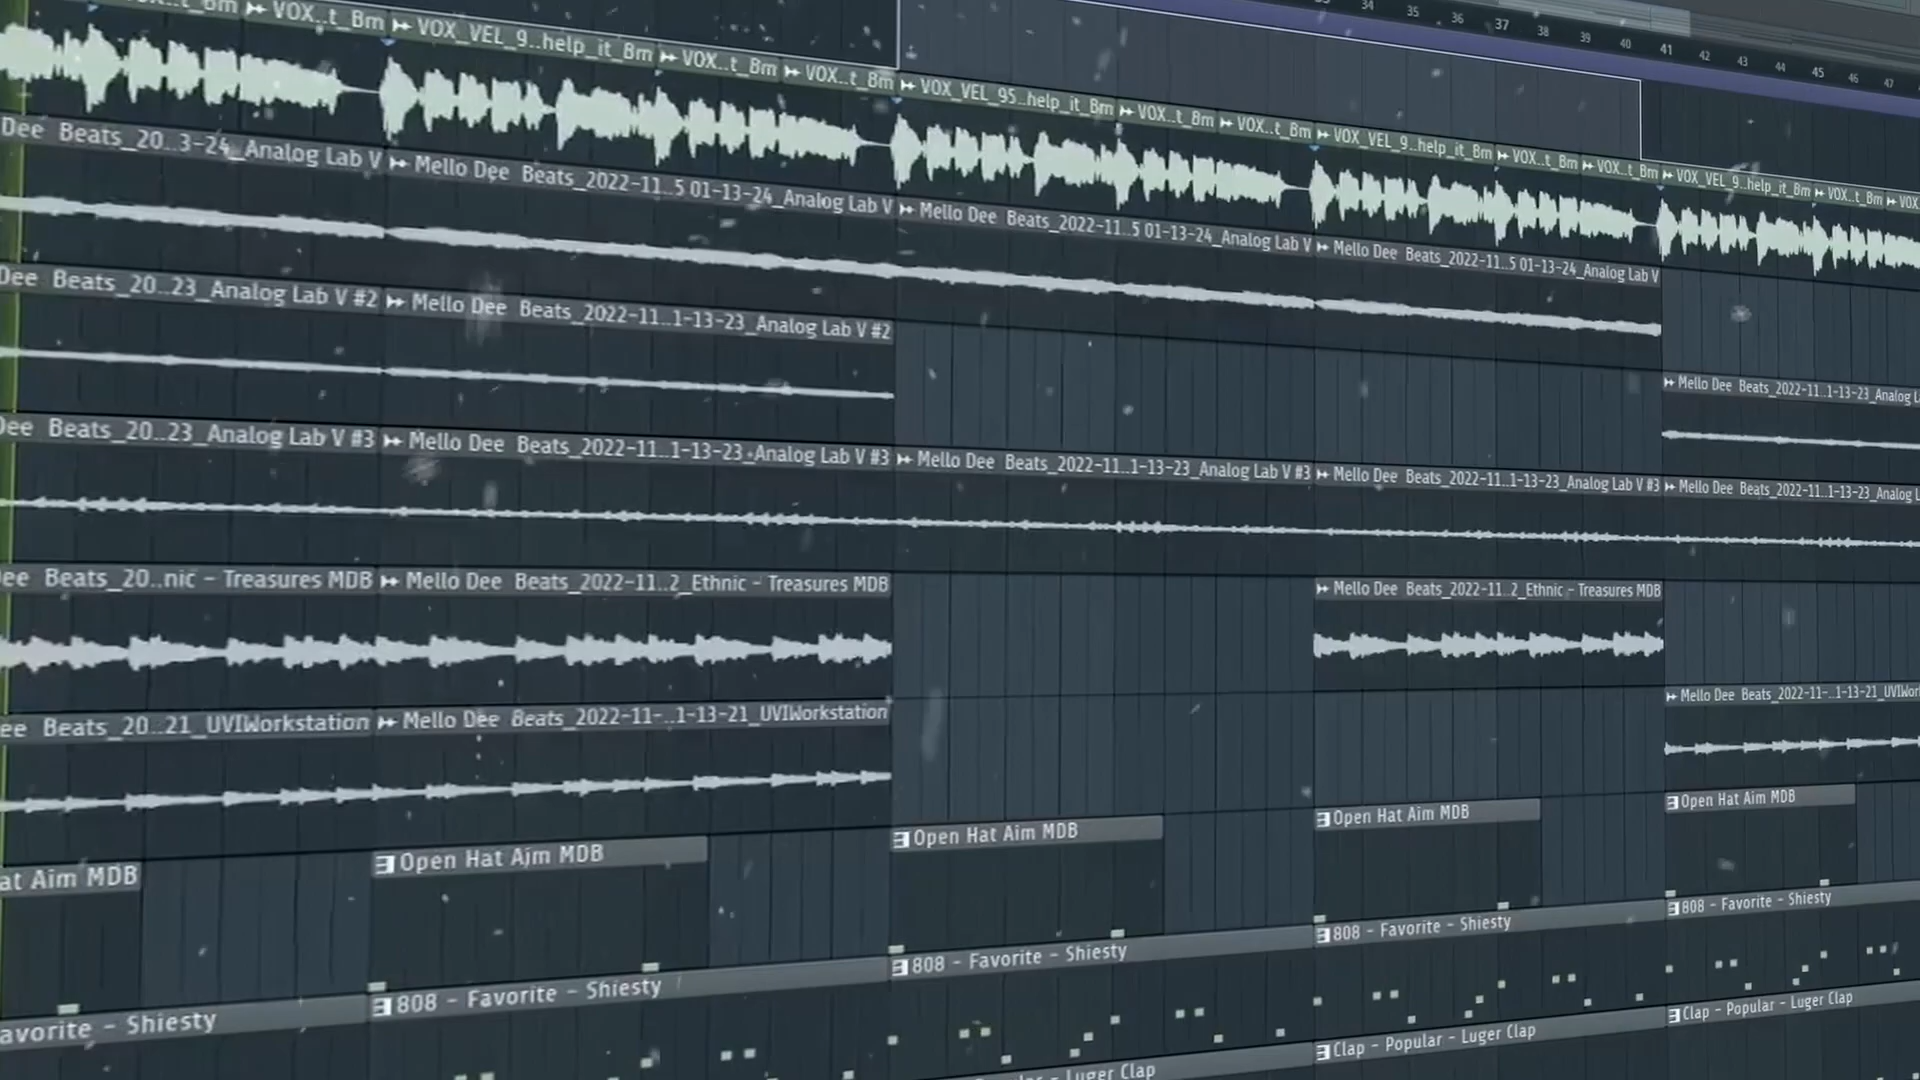 34 35 36 37 38 39 40 41 42 43 44 45 46 47
VOX..t_Bm VOX_VEL_9..help_it_Bm VOX..t_Bm VOX..t_Bm VOX_VEL_95..help_it_Bm VOX..t_Bm VOX..t_Bm VOX_VEL_9..help_it_Bm VOX..t_Bm VOX..t_Bm VOX_VEL_9..help_it_Bm VOX..t_Bm
Dee Beats_20..3-24_Analog Lab V Mello Dee Beats_2022-11..5 01-13-24_Analog Lab V Mello Dee Beats_2022-11..5 01-13-24_Analog Lab V Mello Dee Beats_2022-11..5 01-13-24_Analog Lab V
Dee Beats_20..23_Analog Lab V #2 Mello Dee Beats_2022-11..1-13-23_Analog Lab V #2 Mello Dee Beats_2022-11..1-13-23_Analog
Dee Beats_20..23_Analog Lab V #3 Mello Dee Beats_2022-11..1-13-23_Analog Lab V #3 Mello Dee Beats_2022-11..1-13-23_Analog Lab V #3 Mello Dee Beats_2022-11..1-13-23_Analog Lab V #3 Mello Dee Beats_2022-11..1-13-23_Analog
ee Beats_20..nic - Treasures MDB Mello Dee Beats_2022-11..2_Ethnic - Treasures MDB Mello Dee Beats_2022-11..2_Ethnic - Treasures MDB
ee Beats_20..21_UVIWorkstation Mello Dee Beats_2022-11-..1-13-21_UVIWorkstation Mello Dee Beats_2022-11-..1-13-21_UVIWor
at Aim MDB Open Hat Aim MDB Open Hat Aim MDB Open Hat Aim MDB Open Hat Aim MDB
avorite - Shiesty 808 - Favorite - Shiesty 808 - Favorite - Shiesty 808 - Favorite - Shiesty 808 - Favorite - Shiesty
Luger Clap Clap - Popular - Luger Clap Clap - Popular - Luger Clap